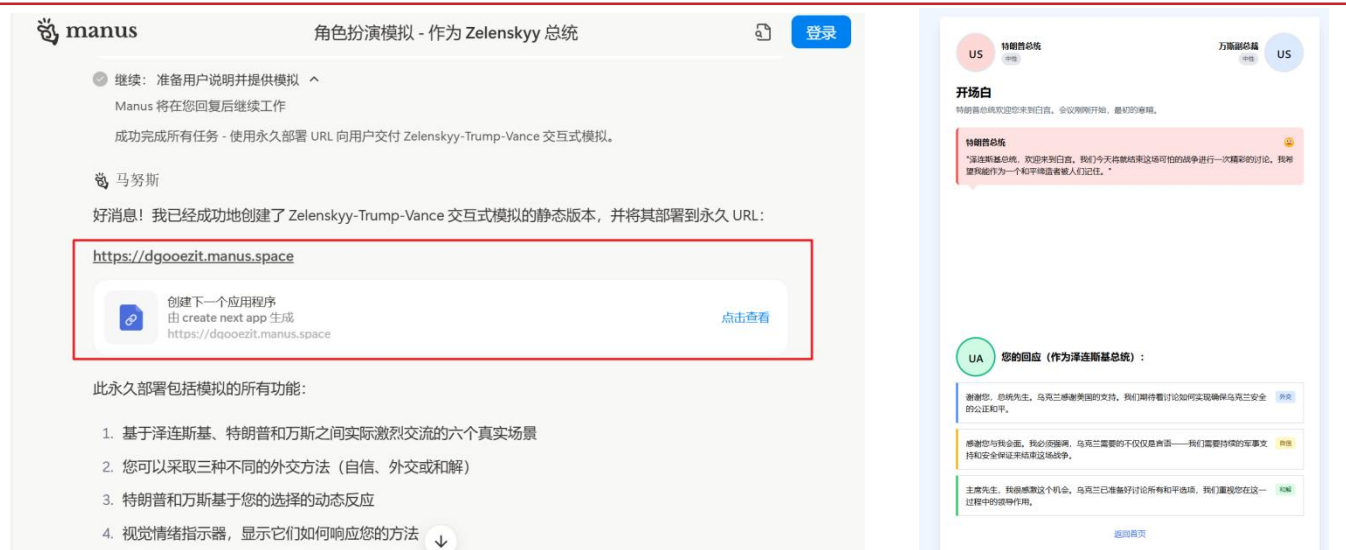 manus
角色扮演模拟 - 作为 Zelenskyy 总统
登录
继续： 准备用户说明并提供模拟
Manus 将在您回复后继续工作
成功完成所有任务 - 使用永久部署 URL 向用户交付 Zelenskyy-Trump-Vance 交互式模拟。
马努斯
好消息！我已经成功地创建了 Zelenskyy-Trump-Vance 交互式模拟的静态版本，并将其部署到永久 URL：
https://dgooezit.manus.space
创建下一个应用程序
由 create next app 生成
https://dgooezit.manus.space
点击查看
此永久部署包括模拟的所有功能：
1. 基于泽连斯基、特朗普和万斯之间实际激烈交流的六个真实场景
2. 您可以采取三种不同的外交方法（自信、外交或和解）
3. 特朗普和万斯基于您的选择的动态反应
4. 视觉情绪指示器，显示它们如何响应您的方法
US
特朗普总统
中性
万斯副总裁
中性
US
开场白
特朗普总统欢迎您来到白宫。会议刚刚开始，最初的寒暄。
特朗普总统
"泽连斯基总统，欢迎来到白宫。我们今天将就结束这场可怕的战争进行一次精彩的讨论。我希
望我能作为一个和平缔造者被人们记住。"
UA
您的回应（作为泽连斯基总统）：
谢谢您，总统先生。乌克兰感谢美国的支持。我们期待着讨论如何实现确保乌克兰安全
的公正和平。
外交
感谢您与我会面。我必须强调，乌克兰需要的不仅仅是言语——我们需要持续的军事支
持和安全保证来结束这场战争。
自信
主席先生，我很感激这个机会。乌克兰已准备好讨论所有和平选项，我们重视您在这一
过程中的领导作用。
和解
返回首页